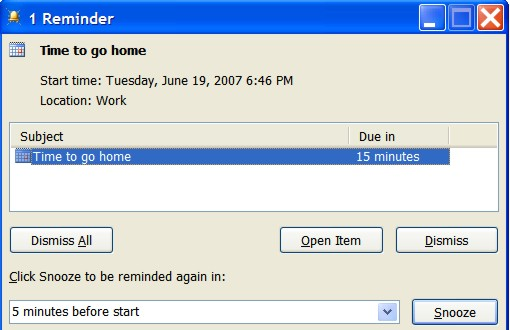 1 Reminder
Time to go home
Start time: Tuesday, June 19, 2007 6:46 PM
Location: Work
Subject Due in
Time to go home 15 minutes
Dismiss All Open Item Dismiss
Click Snooze to be reminded again in:
5 minutes before start Snooze